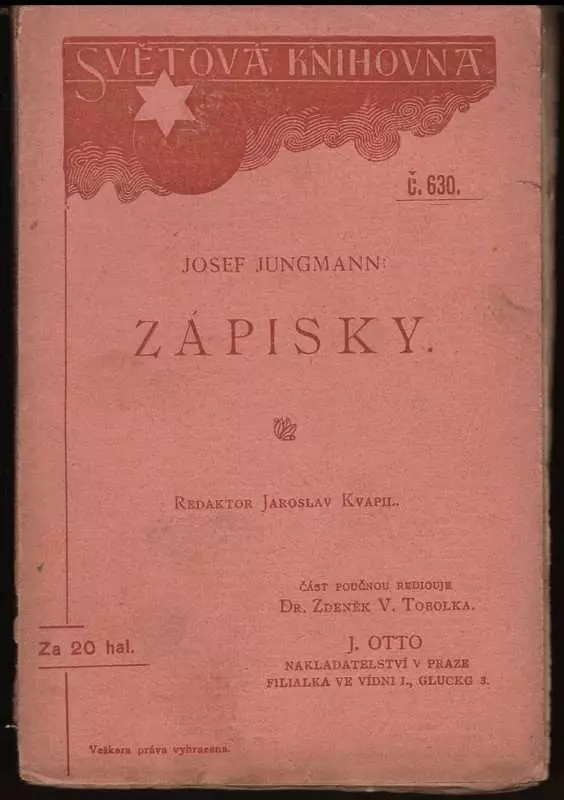 SVĚTOVÁ KNIHOVNA
Č. 630.
JOSEF JUNGMANN:
ZÁPISKY.
REDAKTOR JAROSLAV KVAPIL.
ČÁST POUČNOU REDIGUJE
DR. ZDENĚK V. TOBOLKA.
Za 20 hal.
J. OTTO
NAKLADATELSTVÍ V PRAZE
FILIALKA VE VÍDNI I., GLUCKG 3.
Veškera práva vyhrazena.